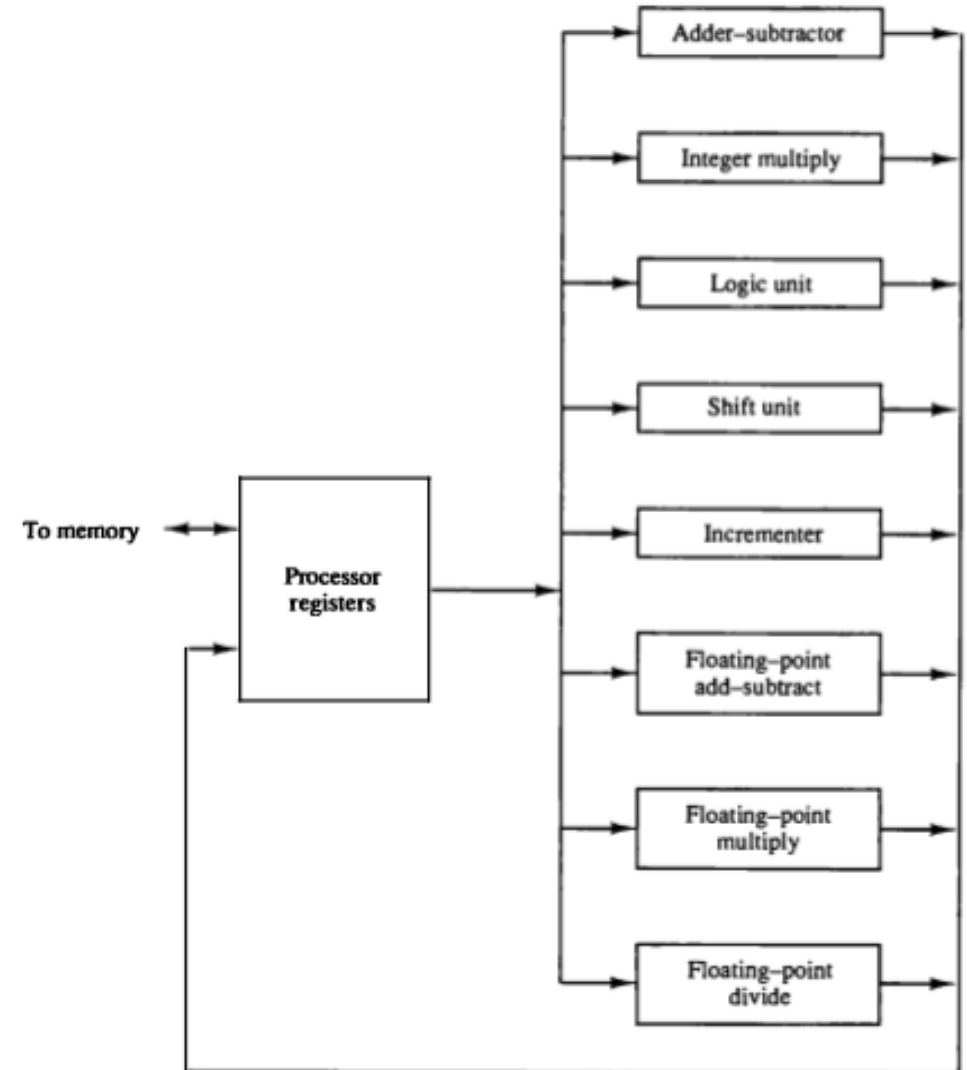 Adder–subtractor
Integer multiply
Logic unit
Shift unit
To memory
Incrementer
Processor
registers
Floating–point
add–subtract
Floating–point
multiply
Floating–point
divide